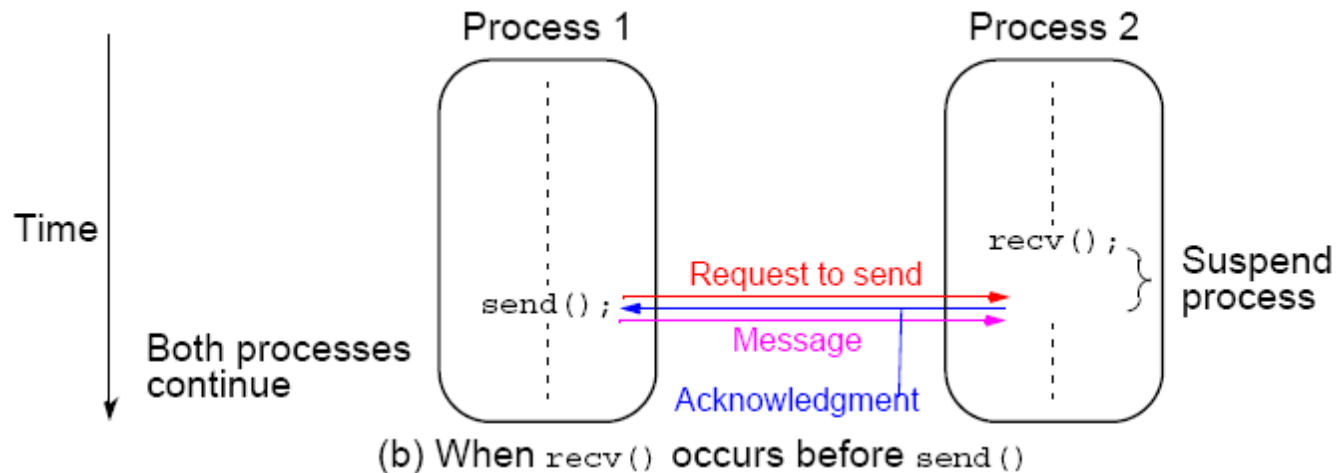 Process 1
Process 2
Time
recv();
Suspend
process
Request to send
send();
Message
Both processes
continue
Acknowledgment
(b) When recv() occurs before send()